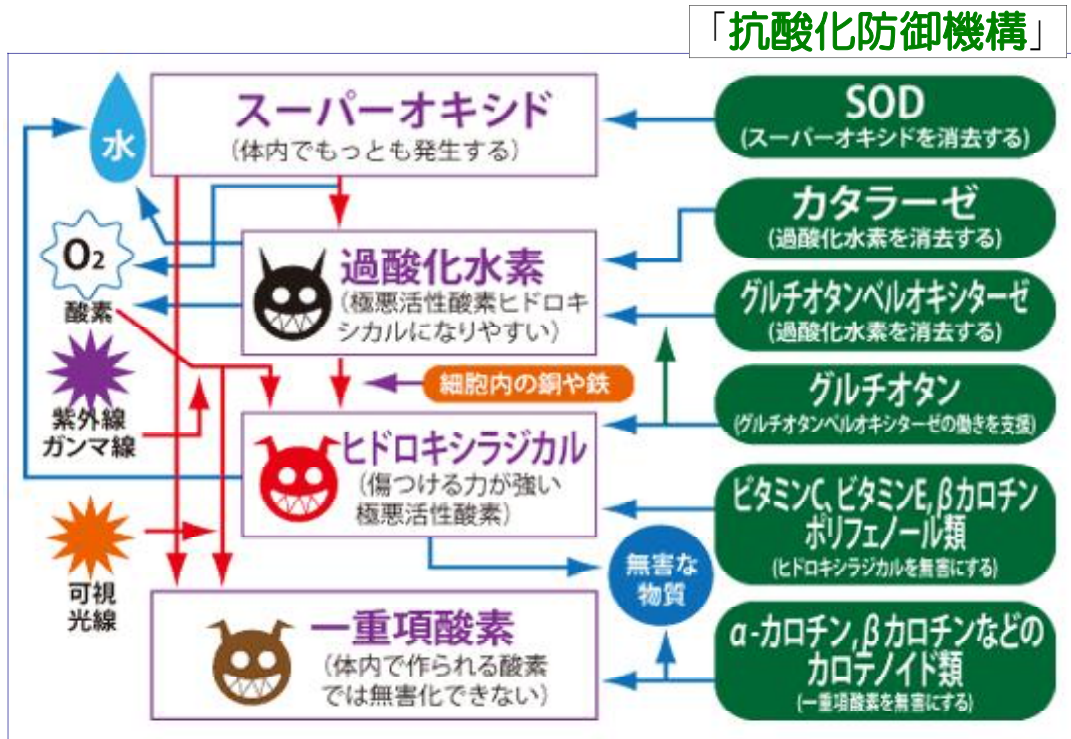 「抗酸化防御機構」
スーパーオキシド
(体内でもっとも発生する)
SOD
(スーパーオキシドを消去する)
水
カタラーゼ
(過酸化水素を消去する)
O₂
酸素
過酸化水素
(極悪活性酸素ヒドロキ
シカルになりやすい)
グルチオタンペルオキシターゼ
(過酸化水素を消去する)
紫外線
ガンマ線
細胞内の銅や鉄
グルチオタン
(グルチオタンペルオキシターゼの働きを支援)
ヒドロキシラジカル
(傷つける力が強い
極悪活性酸素)
ビタミンC,ビタミンE,βカロチン
ポリフェノール類
(ヒドロキシラジカルを無害にする)
可視
光線
無害な
物質
一重項酸素
(体内で作られる酸素
では無害化できない)
α-カロチン,βカロチンなどの
カロテノイド類
(一重項酸素を無害にする)